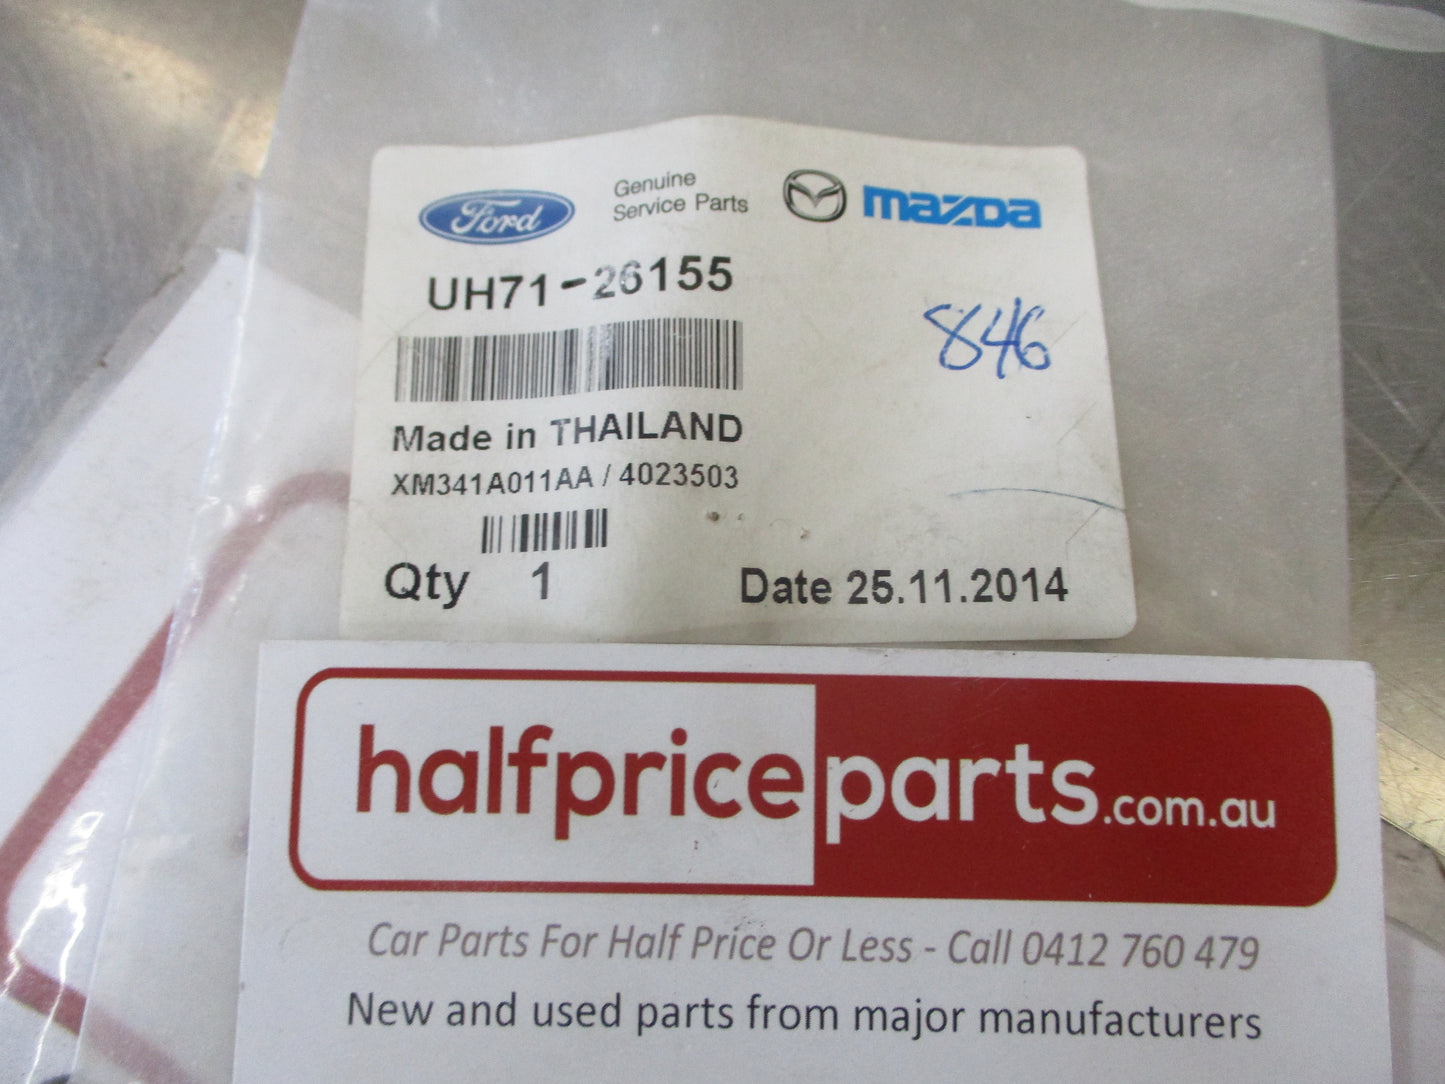 Ford
Genuine
Service Parts
mazda
UH71-26155
846
Made in THAILAND
XM341A011AA / 4023503
Qty 1
Date 25.11.2014
halfpriceparts.com.au
Car Parts For Half Price Or Less - Call 0412 760 479
New and used parts from major manufacturers